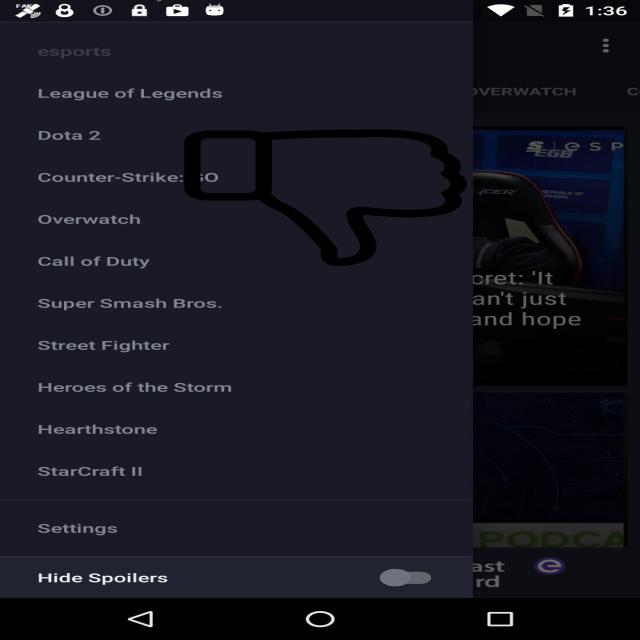 1:36
esports
League of Legends
OVERWATCH
Dota 2
Counter-Strike: GO
Overwatch
Call of Duty
cret: 'It
an't just
and hope
Super Smash Bros.
Street Fighter
Heroes of the Storm
Hearthstone
StarCraft II
Settings
PODCA
ast
rd
Hide Spoilers